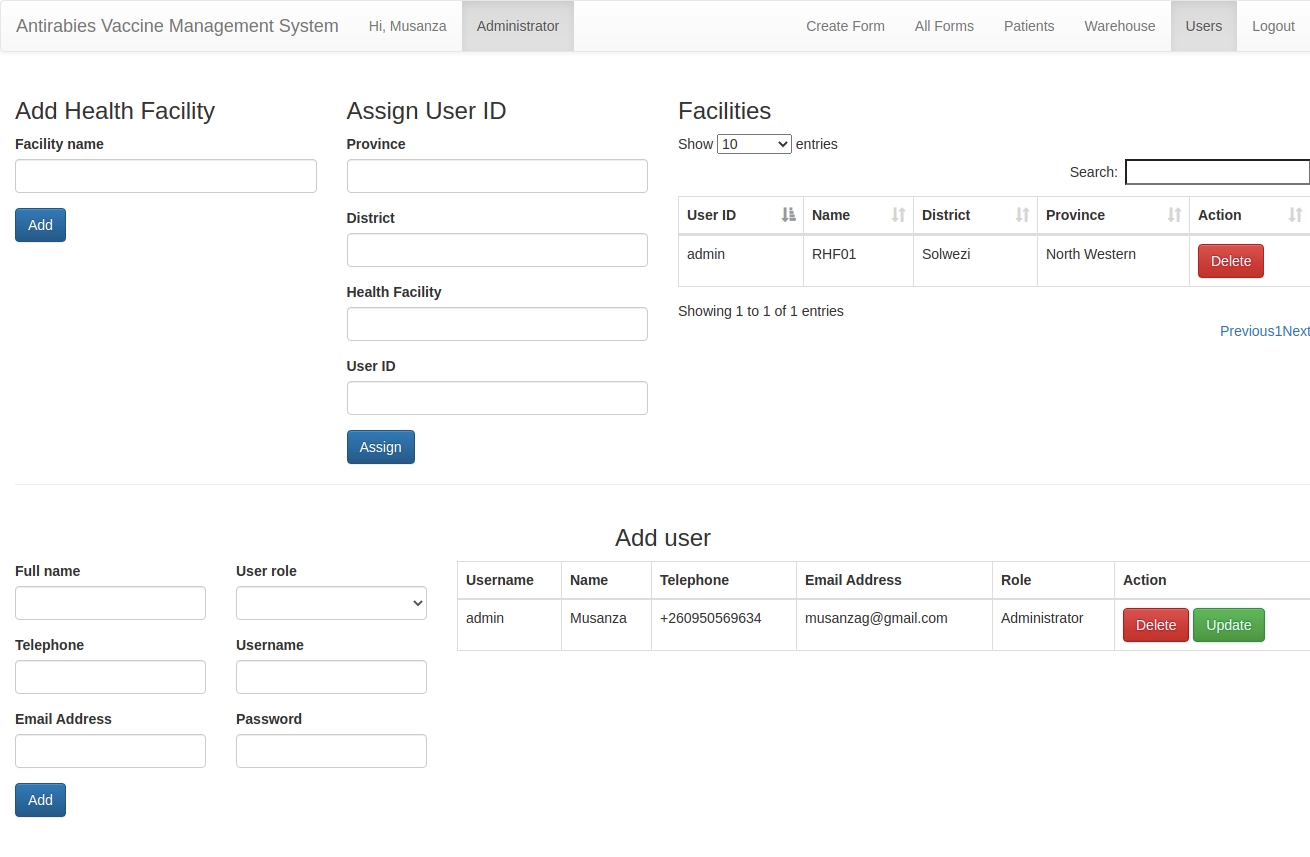 Antirabies Vaccine Management System Hi, Musanza Administrator Create Form All Forms Patients Warehouse Users Logout
Add Health Facility
Facility name
Add
Assign User ID
Province
District
Health Facility
User ID
Assign
Facilities
Show 10 entries
Search:
User ID Name District Province Action
admin RHF01 Solwezi North Western Delete
Showing 1 to 1 of 1 entries
Previous1Next
Add user
Full name User role
Telephone Username
Email Address Password
Add
Username Name Telephone Email Address Role Action
admin Musanza +260950569634 musanzag@gmail.com Administrator Delete Update